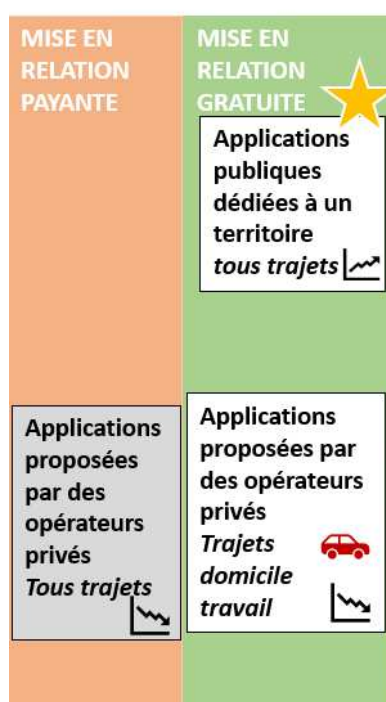 MISE EN
RELATION
PAYANTE
MISE EN
RELATION
GRATUITE
Applications
publiques
dédiées à un
territoire
tous trajets
Applications
proposées
par des
opérateurs
privés
Tous trajets
Applications
proposées par
des opérateurs
privés
Trajets
domicile
travail